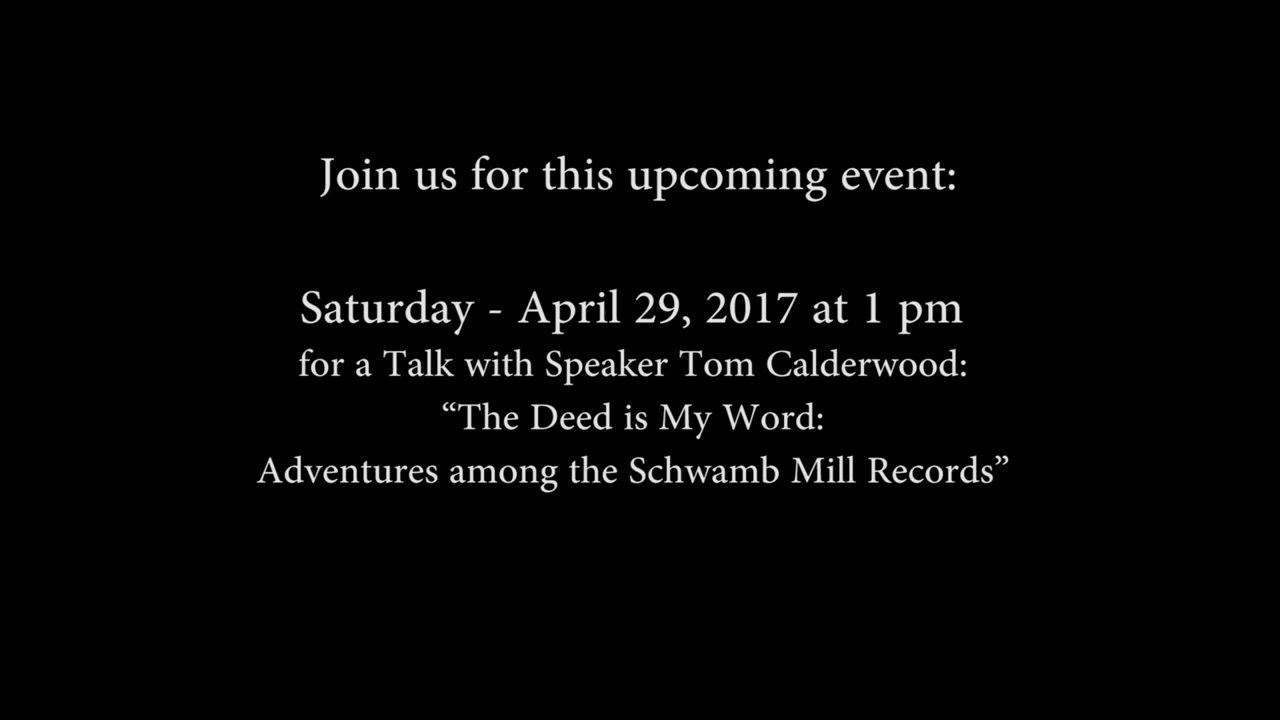 Join us for this upcoming event:
Saturday - April 29, 2017 at 1 pm
for a Talk with Speaker Tom Calderwood:
“The Deed is My Word:
Adventures among the Schwamb Mill Records”